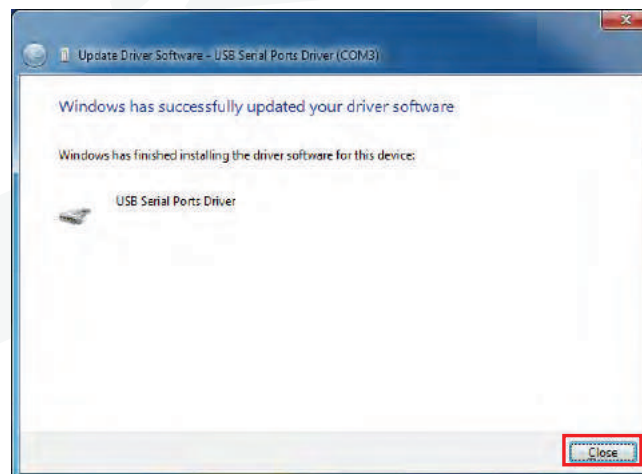 Update Driver Software - USB Serial Ports Driver (COM3)
Windows has successfully updated your driver software
Windows has finished installing the driver software for this device:
USB Serial Ports Driver
Close